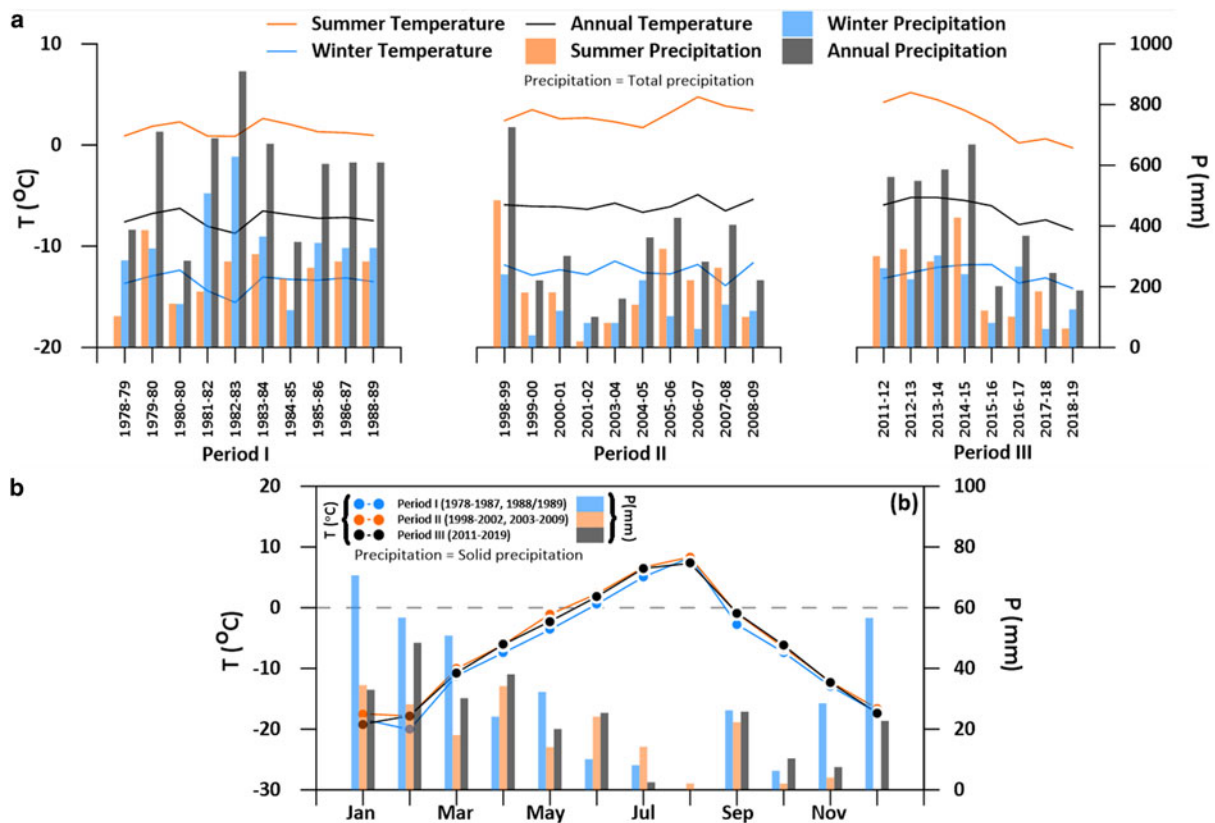 a
Summer Temperature
Annual Temperature
Winter Precipitation
Winter Temperature
Summer Precipitation
Annual Precipitation
Precipitation = Total precipitation
T (°C)
10
0
-10
-20
P (mm)
1000
800
600
400
200
0
1978-79
1979-80
1980-80
1981-82
1982-83
1983-84
1984-85
1985-86
1986-87
1988-89
Period I
1998-99
1999-00
2000-01
2001-02
2003-04
2004-05
2005-06
2006-07
2007-08
2008-09
Period II
2011-12
2012-13
2013-14
2014-15
2015-16
2016-17
2017-18
2018-19
Period III
b
(b)
T (°C)
Period I (1978-1987, 1988/1989)
Period II (1998-2002, 2003-2009)
Period III (2011-2019)
P(mm)
Precipitation = Solid precipitation
T (°C)
20
10
0
-10
-20
-30
P (mm)
100
80
60
40
20
0
Jan
Mar
May
Jul
Sep
Nov